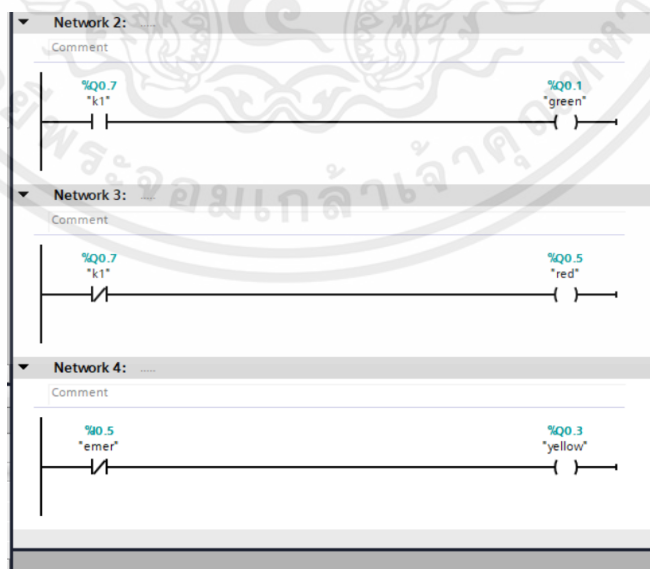 Network 2: .....
Comment
%Q0.7 %Q0.1
"k1" "green"
Network 3: .....
Comment
%Q0.7 %Q0.5
"k1" "red"
Network 4: .....
Comment
%I0.5 %Q0.3
"emer" "yellow"